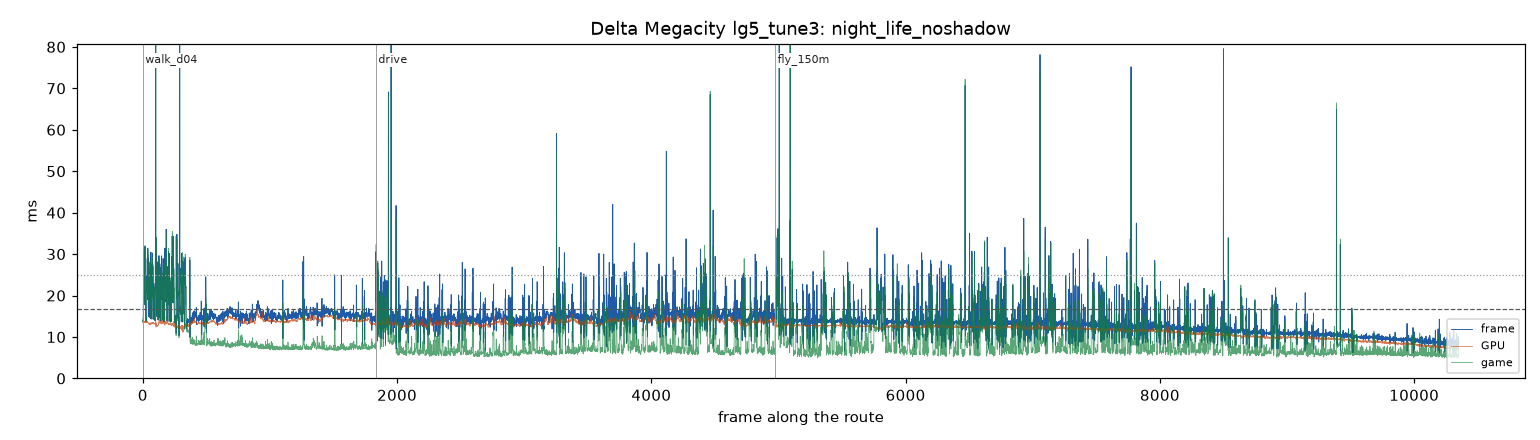 Delta Megacity lg5_tune3: night_life_noshadow
80
70
60
50
40
30
20
10
0
ms
walk_d04
drive
fly_150m
frame
GPU
game
0
2000
4000
6000
8000
10000
frame along the route